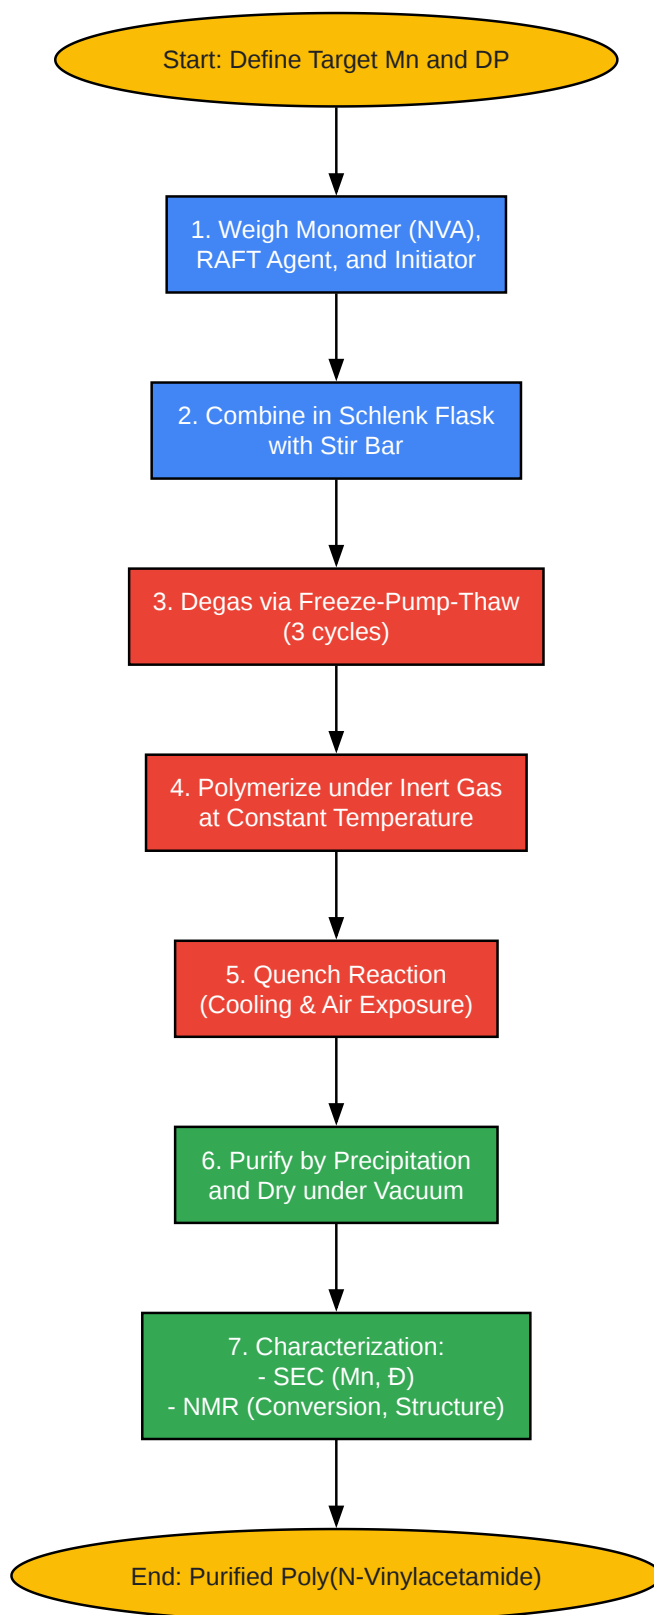 Start: Define Target Mn and DP
1. Weigh Monomer (NVA),
RAFT Agent, and Initiator
2. Combine in Schlenk Flask
with Stir Bar
3. Degas via Freeze-Pump-Thaw
(3 cycles)
4. Polymerize under Inert Gas
at Constant Temperature
5. Quench Reaction
(Cooling & Air Exposure)
6. Purify by Precipitation
and Dry under Vacuum
7. Characterization:
- SEC (Mn, Đ)
- NMR (Conversion, Structure)
End: Purified Poly(N-Vinylacetamide)